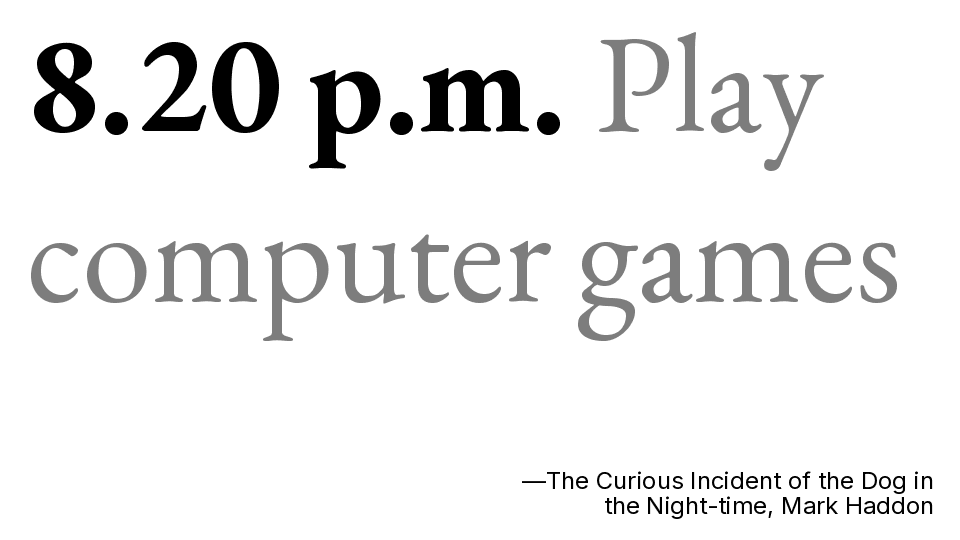 8.20 p.m. Play
computer games
—The Curious Incident of the Dog in
the Night-time, Mark Haddon